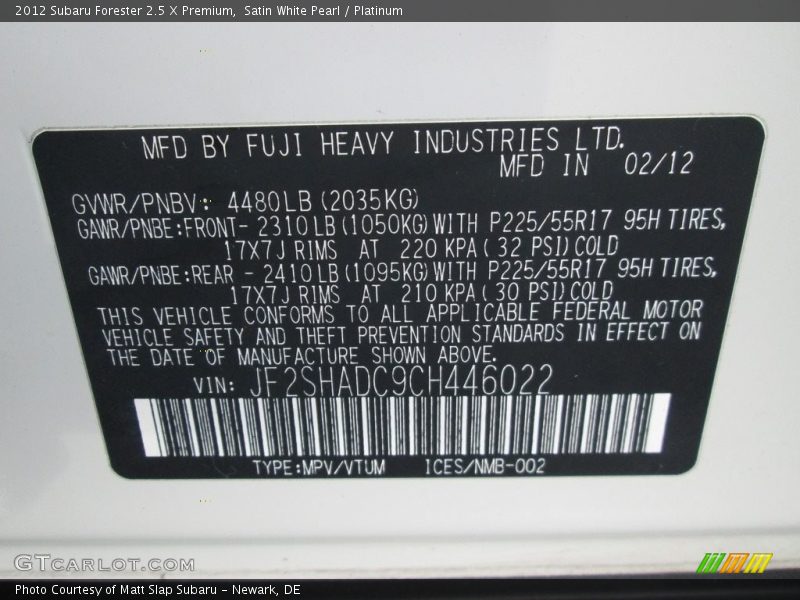 2012 Subaru Forester 2.5 X Premium, Satin White Pearl / Platinum
MFD BY FUJI HEAVY INDUSTRIES LTD.
MFD IN 02/12
GVWR/PNBV: 4480LB (2035KG)
GAWR/PNBE:FRONT- 2310LB (1050KG) WITH P225/55R17 95H TIRES,
17X7J RIMS AT 220 KPA ( 32 PSI) COLD
GAWR/PNBE:REAR - 2410LB (1095KG) WITH P225/55R17 95H TIRES,
17X7J RIMS AT 210 KPA ( 30 PSI) COLD
THIS VEHICLE CONFORMS TO ALL APPLICABLE FEDERAL MOTOR
VEHICLE SAFETY AND THEFT PREVENTION STANDARDS IN EFFECT ON
THE DATE OF MANUFACTURE SHOWN ABOVE.
VIN: JF2SHADC9CH446022
TYPE:MPV/VTUM ICES/NMB-002
GTCARLOT.COM
Photo Courtesy of Matt Slap Subaru - Newark, DE